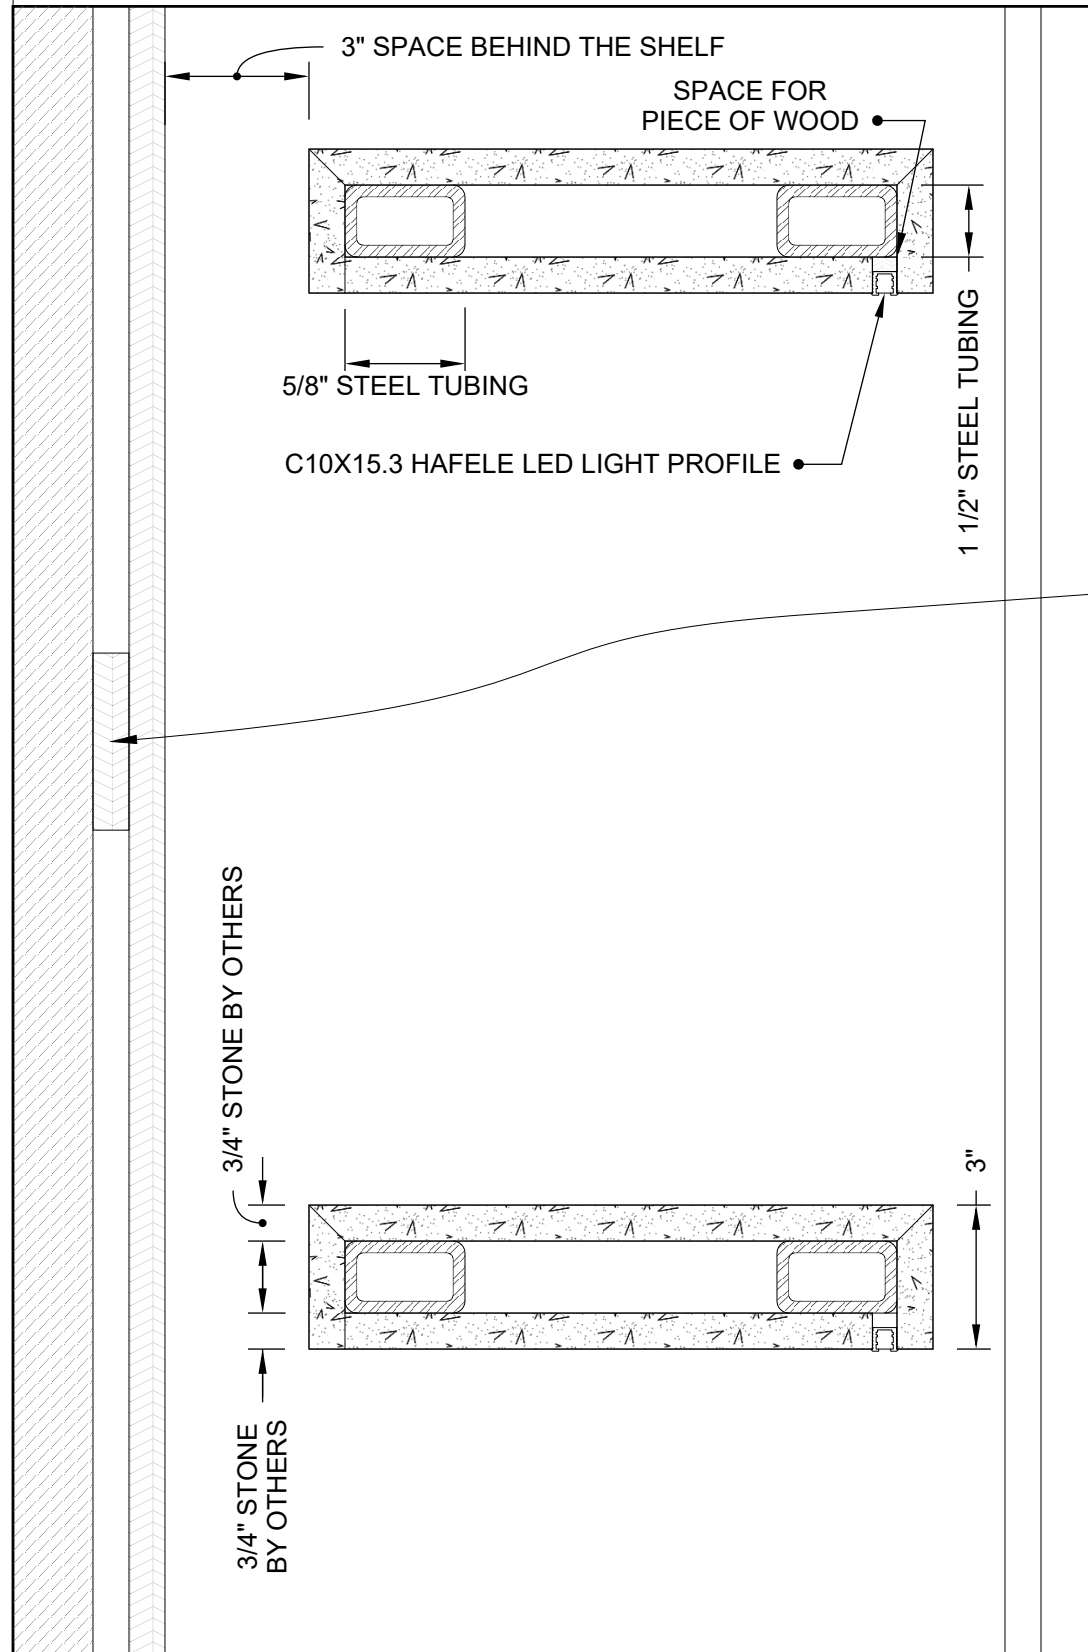 3" SPACE BEHIND THE SHELF
SPACE FOR
PIECE OF WOOD
5/8" STEEL TUBING
C10X15.3 HAFELE LED LIGHT PROFILE
1 1/2" STEEL TUBING
3/4" STONE BY OTHERS
3"
3/4" STONE
BY OTHERS